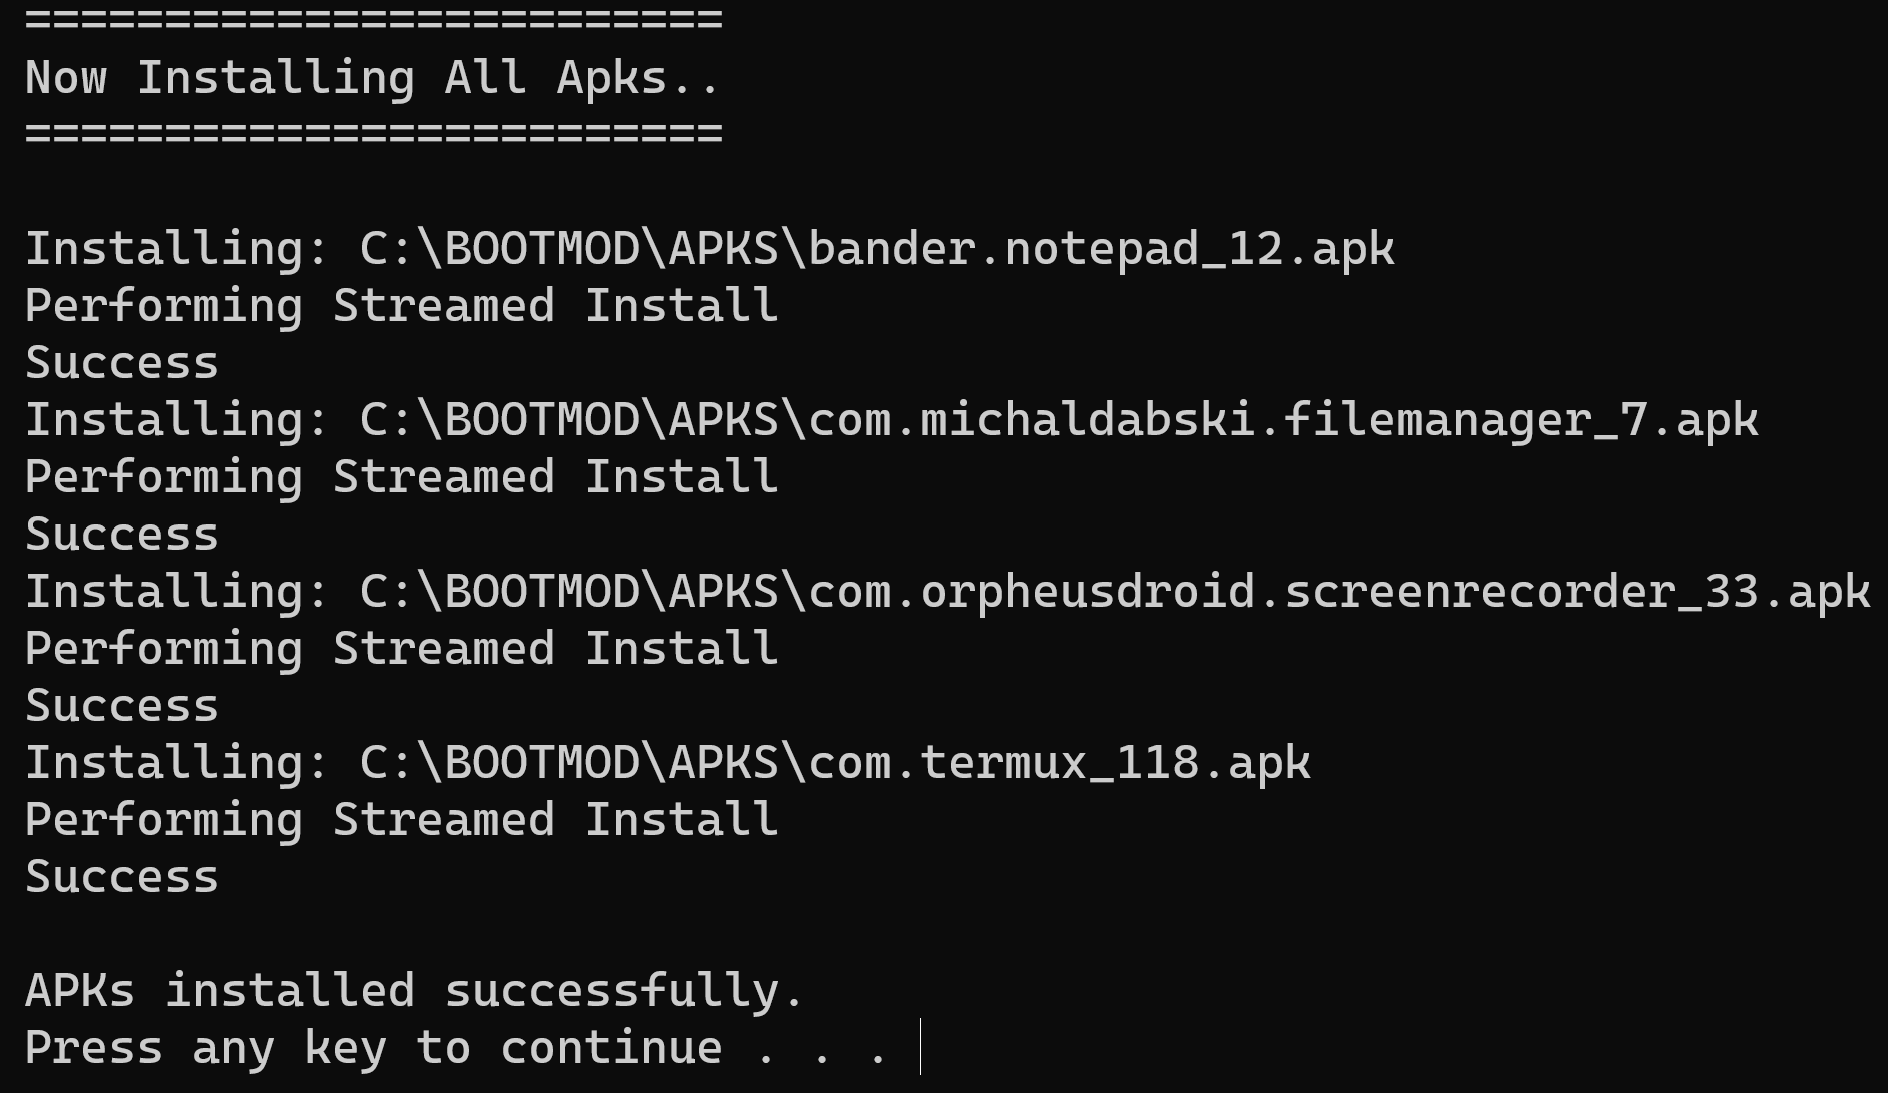 =========================
Now Installing All Apks..
=========================
Installing: C:\BOOTMOD\APKS\bander.notepad_12.apk
Performing Streamed Install
Success
Installing: C:\BOOTMOD\APKS\com.michaldabski.filemanager_7.apk
Performing Streamed Install
Success
Installing: C:\BOOTMOD\APKS\com.orpheusdroid.screenrecorder_33.apk
Performing Streamed Install
Success
Installing: C:\BOOTMOD\APKS\com.termux_118.apk
Performing Streamed Install
Success
APKs installed successfully.
Press any key to continue . . .